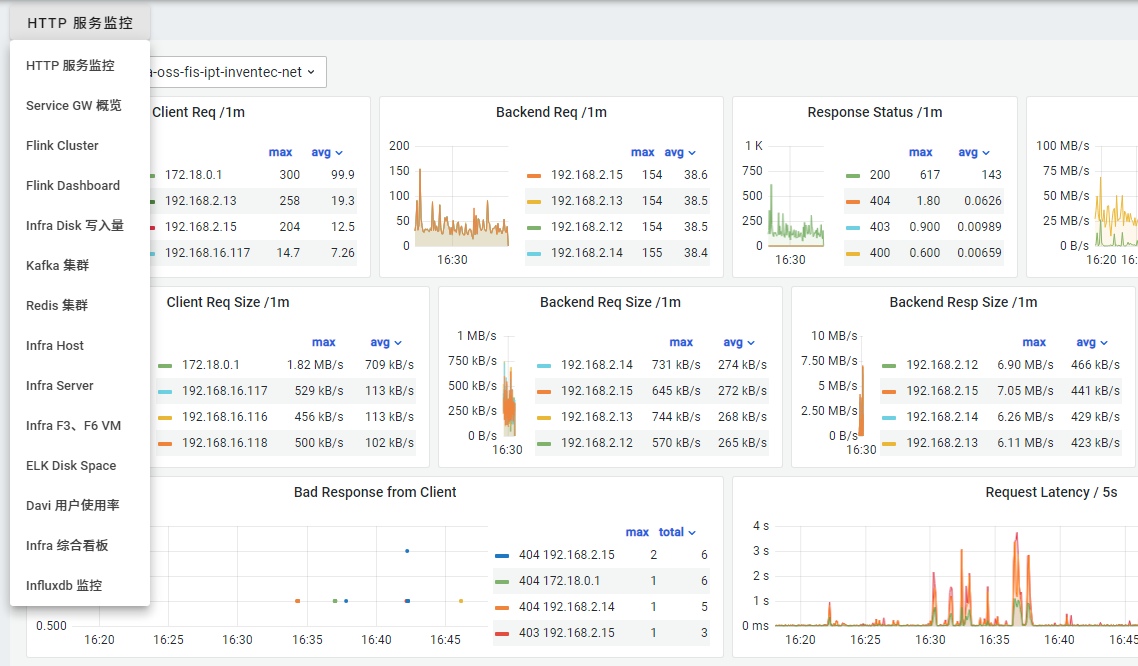 HTTP 服务监控
HTTP 服务监控
Service GW 概览
Flink Cluster
Flink Dashboard
Infra Disk 写入量
Kafka 集群
Redis 集群
Infra Host
Infra Server
Infra F3、F6 VM
ELK Disk Space
Davi 用户使用率
Infra 综合看板
Influxdb 监控
a-oss-fis-ipt-inventec-net
Client Req /1m
max avg
172.18.0.1 300 99.9
192.168.2.13 258 19.3
192.168.2.15 204 12.5
192.168.16.117 14.7 7.26
Backend Req /1m
200
150
100
50
0
16:30
max avg
192.168.2.15 154 38.6
192.168.2.13 154 38.5
192.168.2.12 154 38.5
192.168.2.14 155 38.4
Response Status /1m
1 K
750
500
250
0
16:30
max avg
200 617 143
404 1.80 0.0626
403 0.900 0.00989
400 0.600 0.00659
100 MB/s
75 MB/s
50 MB/s
25 MB/s
0 B/s
16:20 16:
Client Req Size /1m
max avg
172.18.0.1 1.82 MB/s 709 kB/s
192.168.16.117 529 kB/s 113 kB/s
192.168.16.116 456 kB/s 113 kB/s
192.168.16.118 500 kB/s 102 kB/s
Backend Req Size /1m
1 MB/s
750 kB/s
500 kB/s
250 kB/s
0 B/s
16:30
max avg
192.168.2.14 731 kB/s 274 kB/s
192.168.2.15 645 kB/s 272 kB/s
192.168.2.13 744 kB/s 268 kB/s
192.168.2.12 570 kB/s 265 kB/s
Backend Resp Size /1m
10 MB/s
7.50 MB/s
5 MB/s
2.50 MB/s
0 B/s
16:30
max avg
192.168.2.12 6.90 MB/s 466 kB/s
192.168.2.15 7.05 MB/s 441 kB/s
192.168.2.14 6.26 MB/s 429 kB/s
192.168.2.13 6.11 MB/s 423 kB/s
Bad Response from Client
0.500
16:20 16:25 16:30 16:35 16:40 16:45
max total
404 192.168.2.15 2 6
404 172.18.0.1 1 6
404 192.168.2.14 1 5
403 192.168.2.15 1 3
Request Latency / 5s
4 s
3 s
2 s
1 s
0 ms
16:20 16:25 16:30 16:35 16:40 16:45